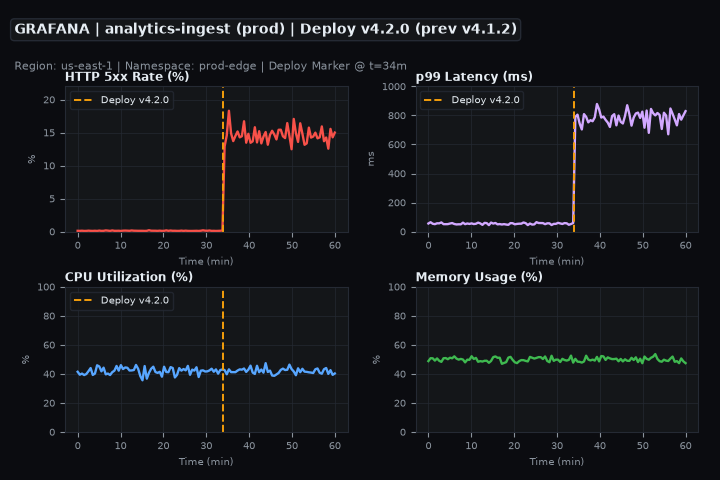 GRAFANA | analytics-ingest (prod) | Deploy v4.2.0 (prev v4.1.2)
Region: us-east-1 | Namespace: prod-edge | Deploy Marker @ t=34m
HTTP 5xx Rate (%)
Deploy v4.2.0
20
15
10
5
0
%
0 10 20 30 40 50 60
Time (min)
p99 Latency (ms)
Deploy v4.2.0
1000
800
600
400
200
0
ms
0 10 20 30 40 50 60
Time (min)
CPU Utilization (%)
Deploy v4.2.0
100
80
60
40
20
0
%
0 10 20 30 40 50 60
Time (min)
Memory Usage (%)
100
80
60
40
20
0
%
0 10 20 30 40 50 60
Time (min)